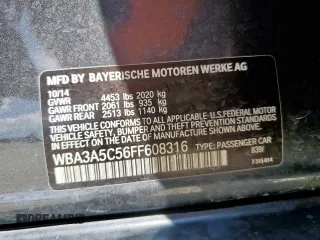 MFD BY BAYERISCHE MOTOREN WERKE AG
10/14
GVWR 4453 lbs 2020 kg
GAWR FRONT 2061 lbs 935 kg
GAWR REAR 2513 lbs 1140 kg
THIS VEHICLE CONFORMS TO ALL APPLICABLE FEDERAL MOTOR
VEHICLE SAFETY, BUMPER, AND THEFT PREVENTION STANDARDS
IN EFFECT ON THE DATE OF MANUFACTURE SHOWN ABOVE.
WBA3A5C56FF608316 TYPE: PASSENGER CAR